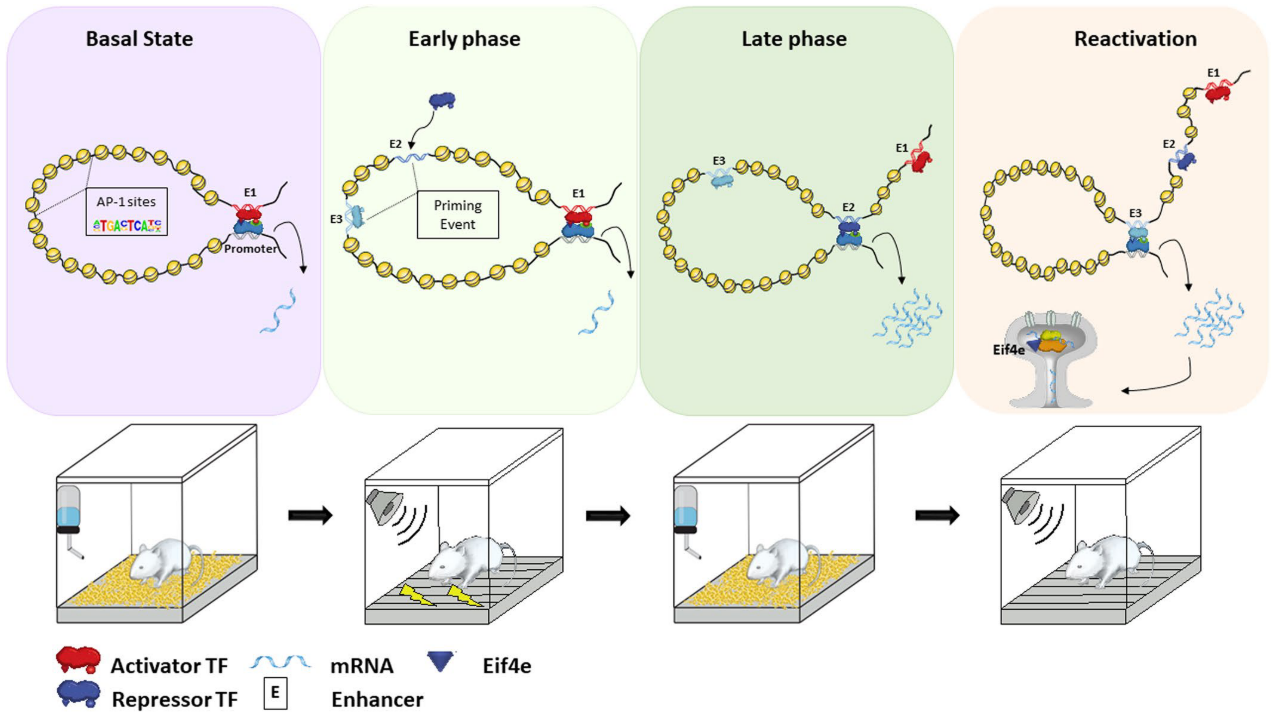 Basal State
Early phase
Late phase
Reactivation
E1
AP-1 sites
ATGACTCA
Promoter
E2
E3
Priming
Event
E1
E3
E1
E2
E1
E2
E3
Eif4e
Activator TF
mRNA
Eif4e
Repressor TF
E
Enhancer